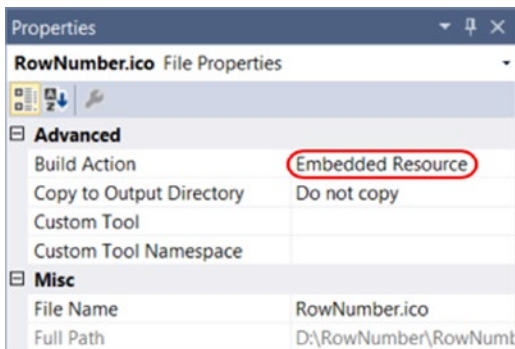 Properties
RowNumber.ico File Properties
Advanced
Build Action Embedded Resource
Copy to Output Directory Do not copy
Custom Tool
Custom Tool Namespace
Misc
File Name RowNumber.ico
Full Path D:\RowNumber\RowNumb